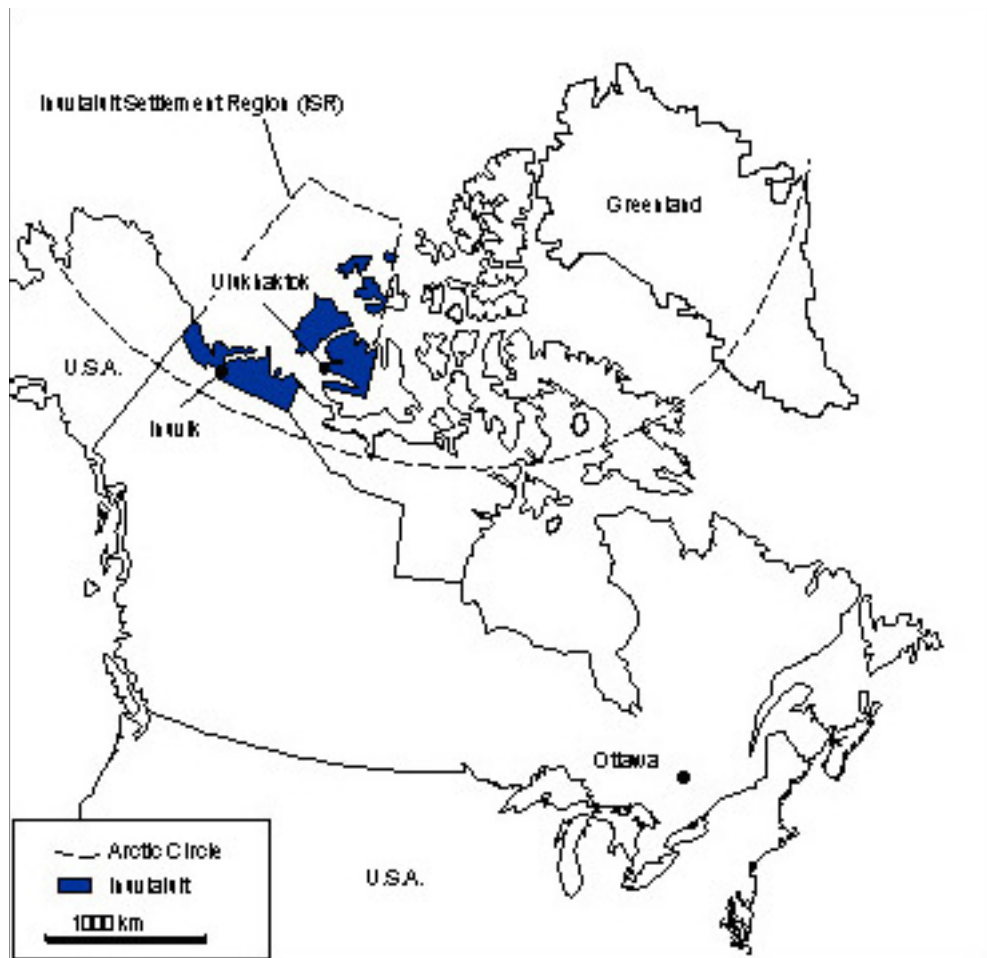 Inuvialuit Settlement Region (ISR)
Greenland
Ulukhaktok
U.S.A.
Inuvik
Ottawa
Arctic Circle
Inuvialuit
U.S.A.
1000 km